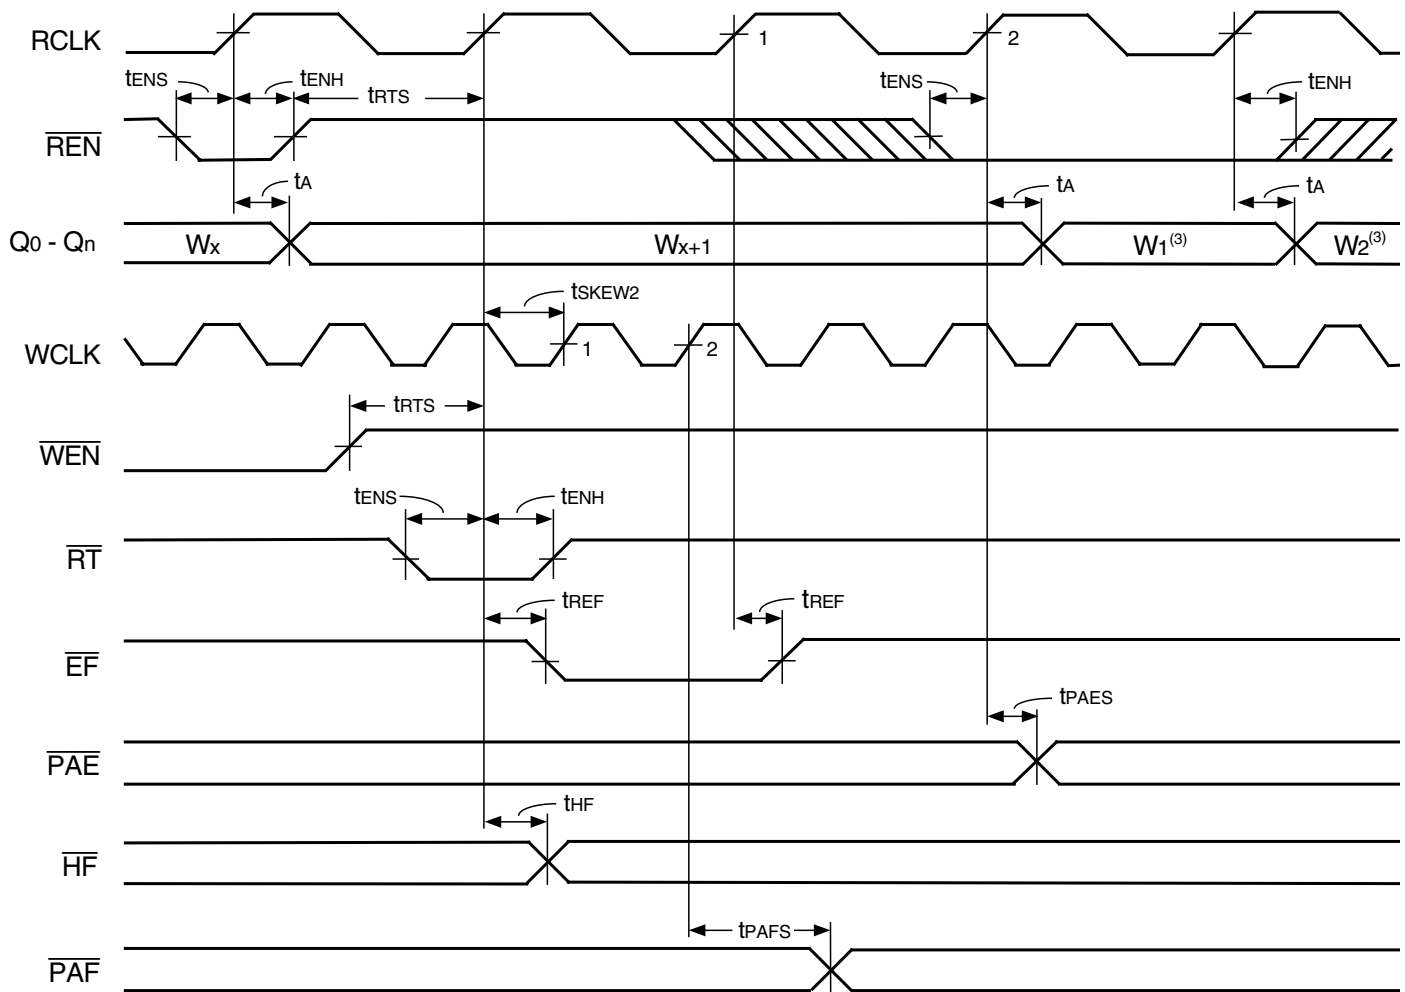 RCLK
1
2
tENS
tENH
tRTS
tENS
tENH
REN
tA
tA
tA
Q0 - Qn
Wx
Wx+1
W1(3)
W2(3)
tSKEW2
WCLK
1
2
tRTS
WEN
tENS
tENH
RT
tREF
tREF
EF
tPAES
PAE
tHF
HF
tPAFS
PAF